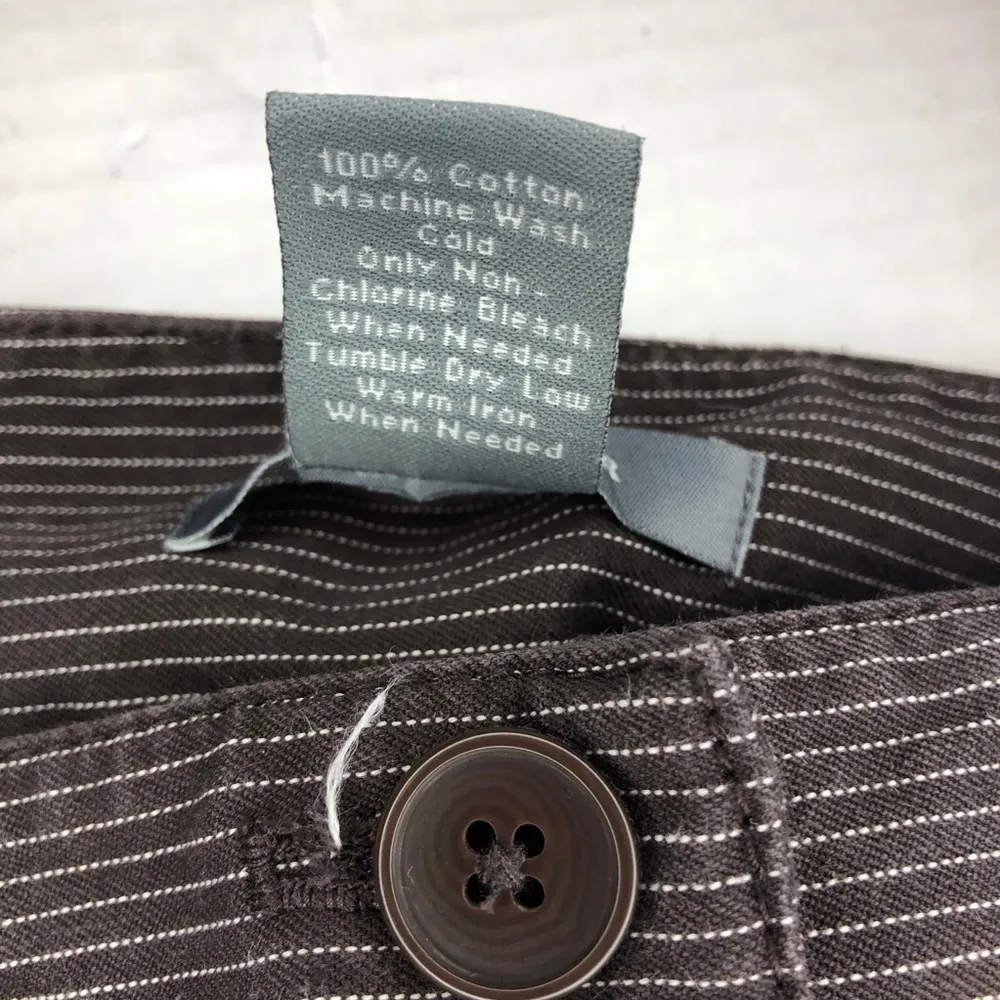 100% Cotton
Machine Wash
Cold
Only Non-
Chlorine Bleach
When Needed
Tumble Dry Low
Warm Iron
When Needed
R